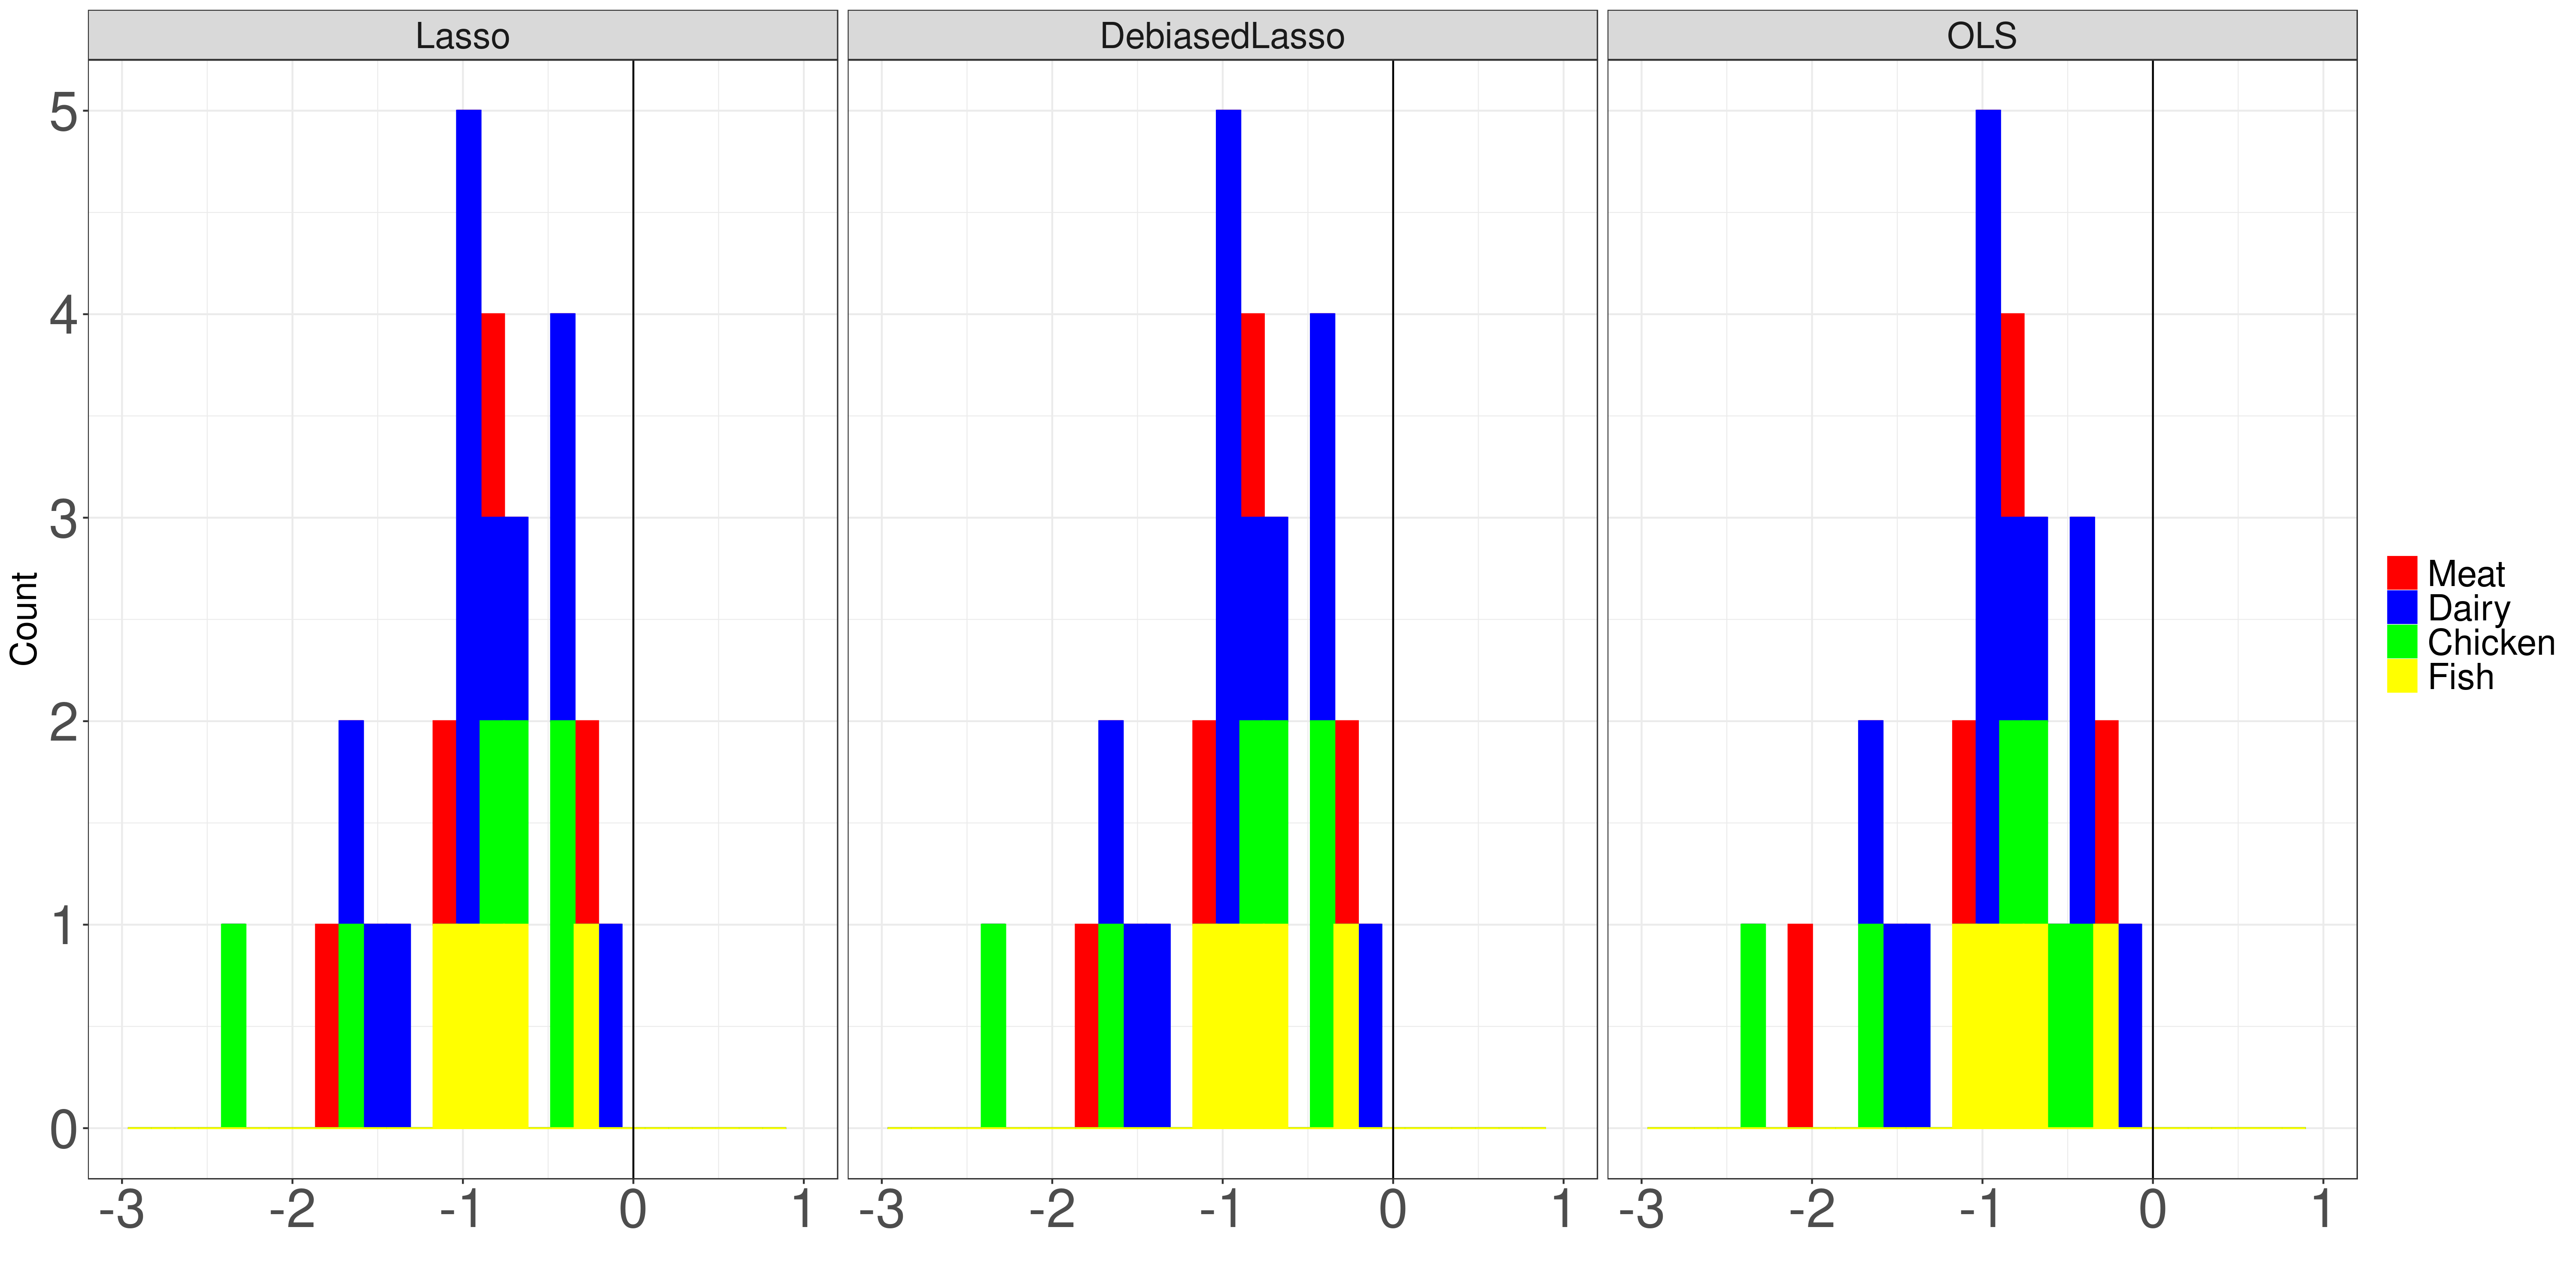 Lasso
DebiasedLasso
OLS
Count
5
4
3
2
1
0
-3 -2 -1 0 1
-3 -2 -1 0 1
-3 -2 -1 0 1
Meat
Dairy
Chicken
Fish